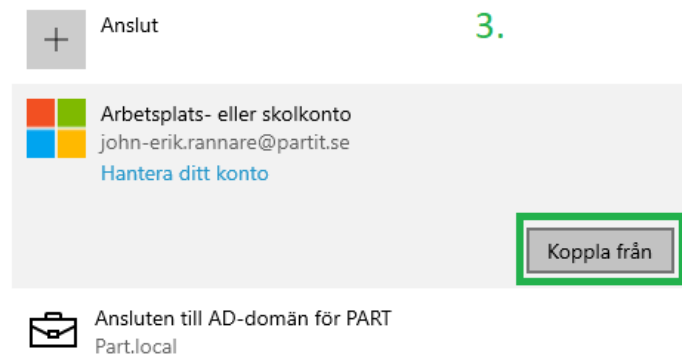 Anslut
3.
Arbetsplats- eller skolkonto
john-erik.rannare@partit.se
Hantera ditt konto
Koppla från
Ansluten till AD-domän för PART
Part.local